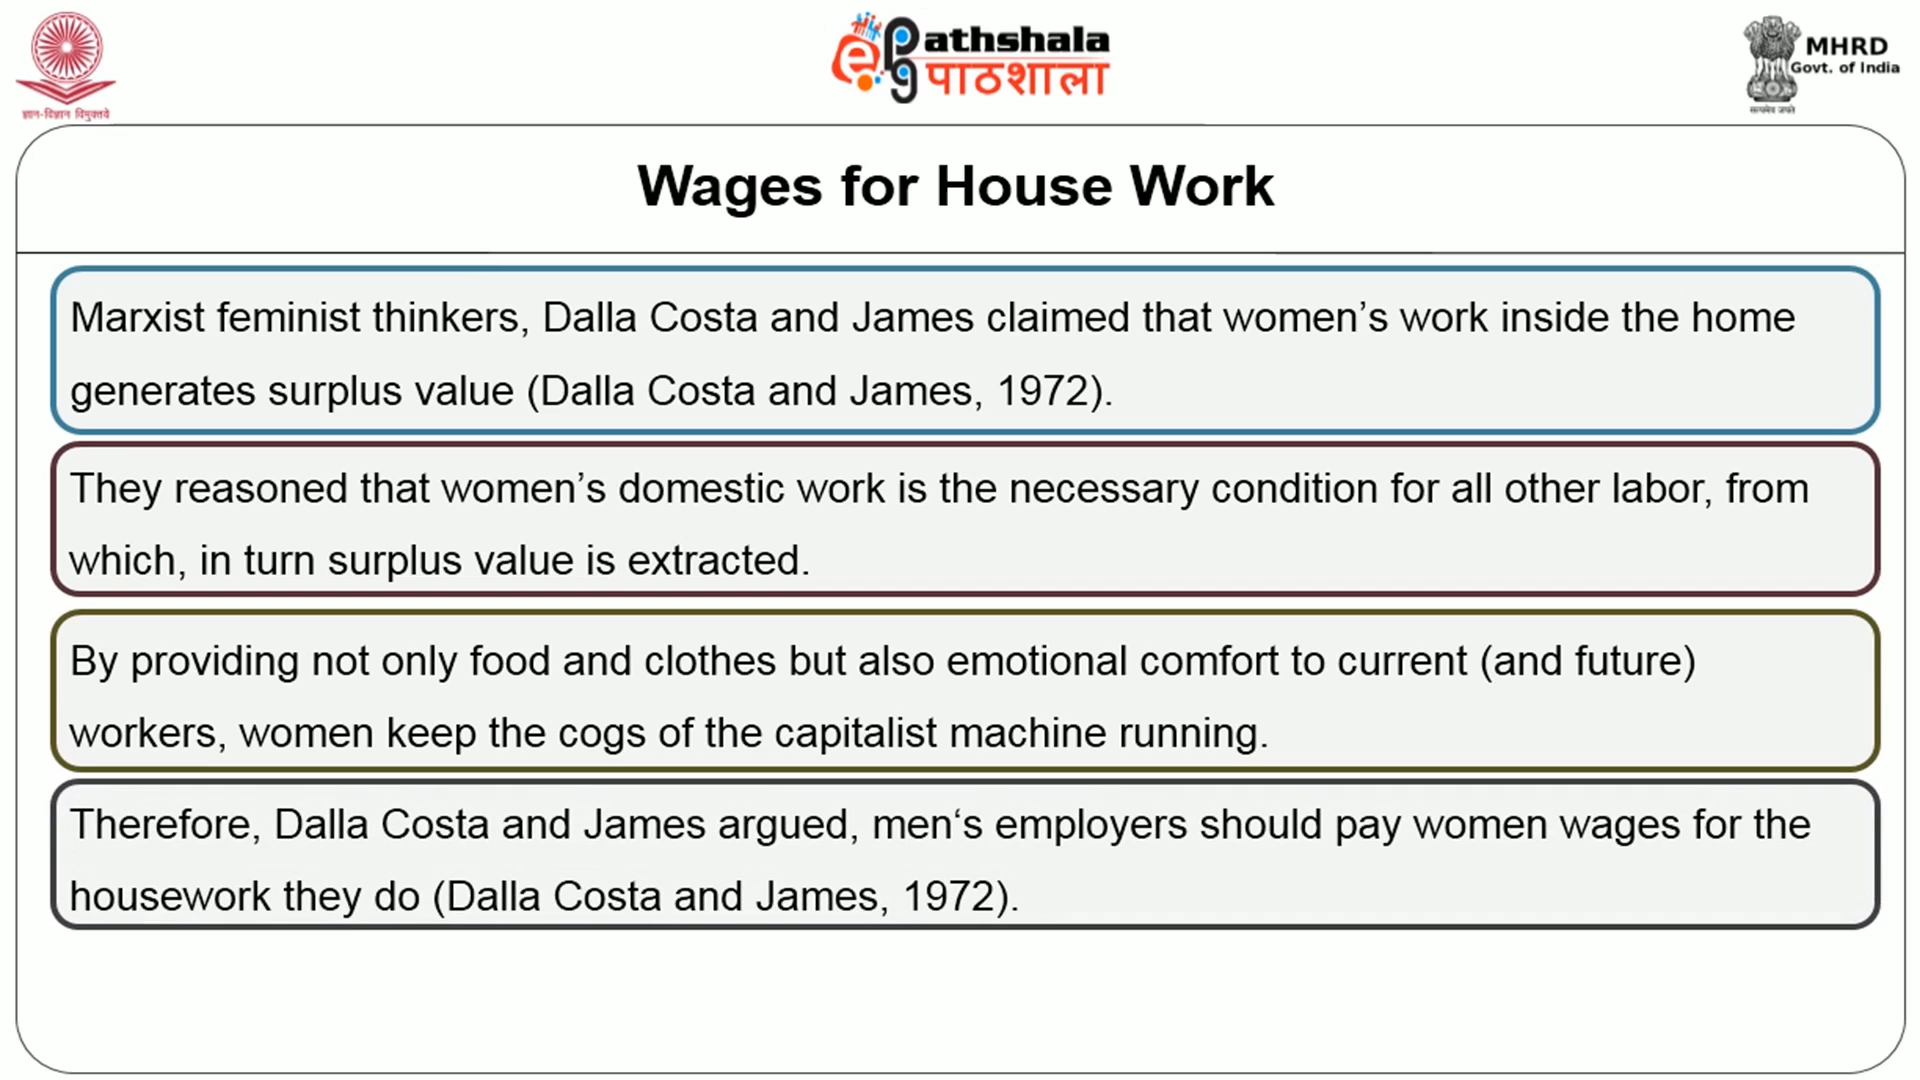 ज्ञान-विज्ञान विमुक्तये
e
pg
athshala
पाठशाला
MHRD
Govt. of India
सत्यमेव जयते
Wages for House Work
Marxist feminist thinkers, Dalla Costa and James claimed that women’s work inside the home
generates surplus value (Dalla Costa and James, 1972).
They reasoned that women’s domestic work is the necessary condition for all other labor, from
which, in turn surplus value is extracted.
By providing not only food and clothes but also emotional comfort to current (and future)
workers, women keep the cogs of the capitalist machine running.
Therefore, Dalla Costa and James argued, men‘s employers should pay women wages for the
housework they do (Dalla Costa and James, 1972).